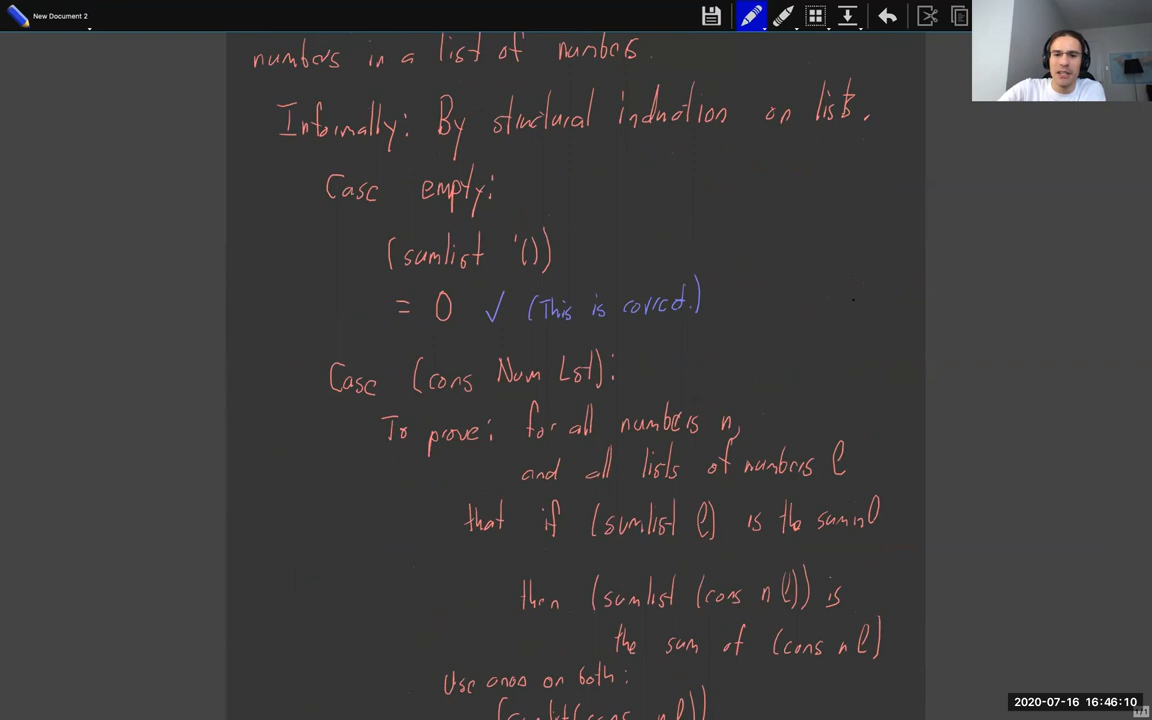 New Document 2
numbers in a list of numbers.
Informally: By structural induction on lists.
Case empty:
(sumlist '())
= 0 ✓ (This is correct.)
Case (cons Num Lst):
To prove: for all numbers n,
and all lists of numbers l
that if (sumlist l) is the sum of l
then (sumlist (cons n l)) is
the sum of (cons n l)
Use on both:
(sumlist (cons n l))
2020-07-16 16:46:10